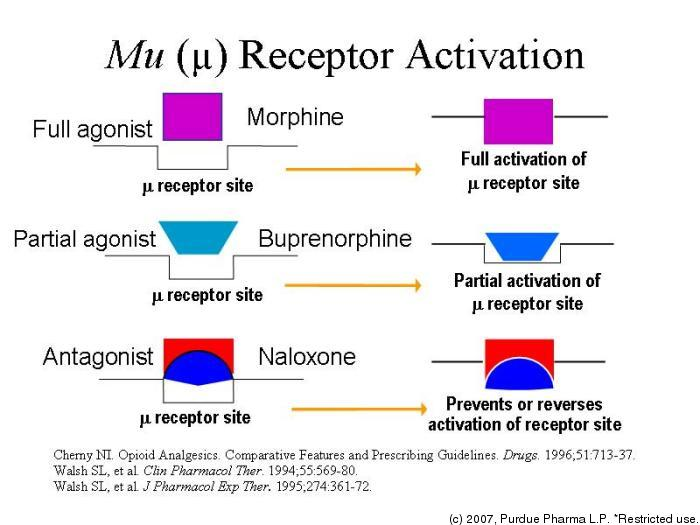 Mu (μ) Receptor Activation
Full agonist
Morphine
μ receptor site
Full activation of
μ receptor site
Partial agonist
Buprenorphine
μ receptor site
Partial activation of
μ receptor site
Antagonist
Naloxone
μ receptor site
Prevents or reverses
activation of receptor site
Cherny NI. Opioid Analgesics. Comparative Features and Prescribing Guidelines. Drugs. 1996;51:713-37.
Walsh SL, et al. Clin Pharmacol Ther. 1994;55:569-80.
Walsh SL, et al. J Pharmacol Exp Ther. 1995;274:361-72.
(c) 2007, Purdue Pharma L.P. *Restricted use.